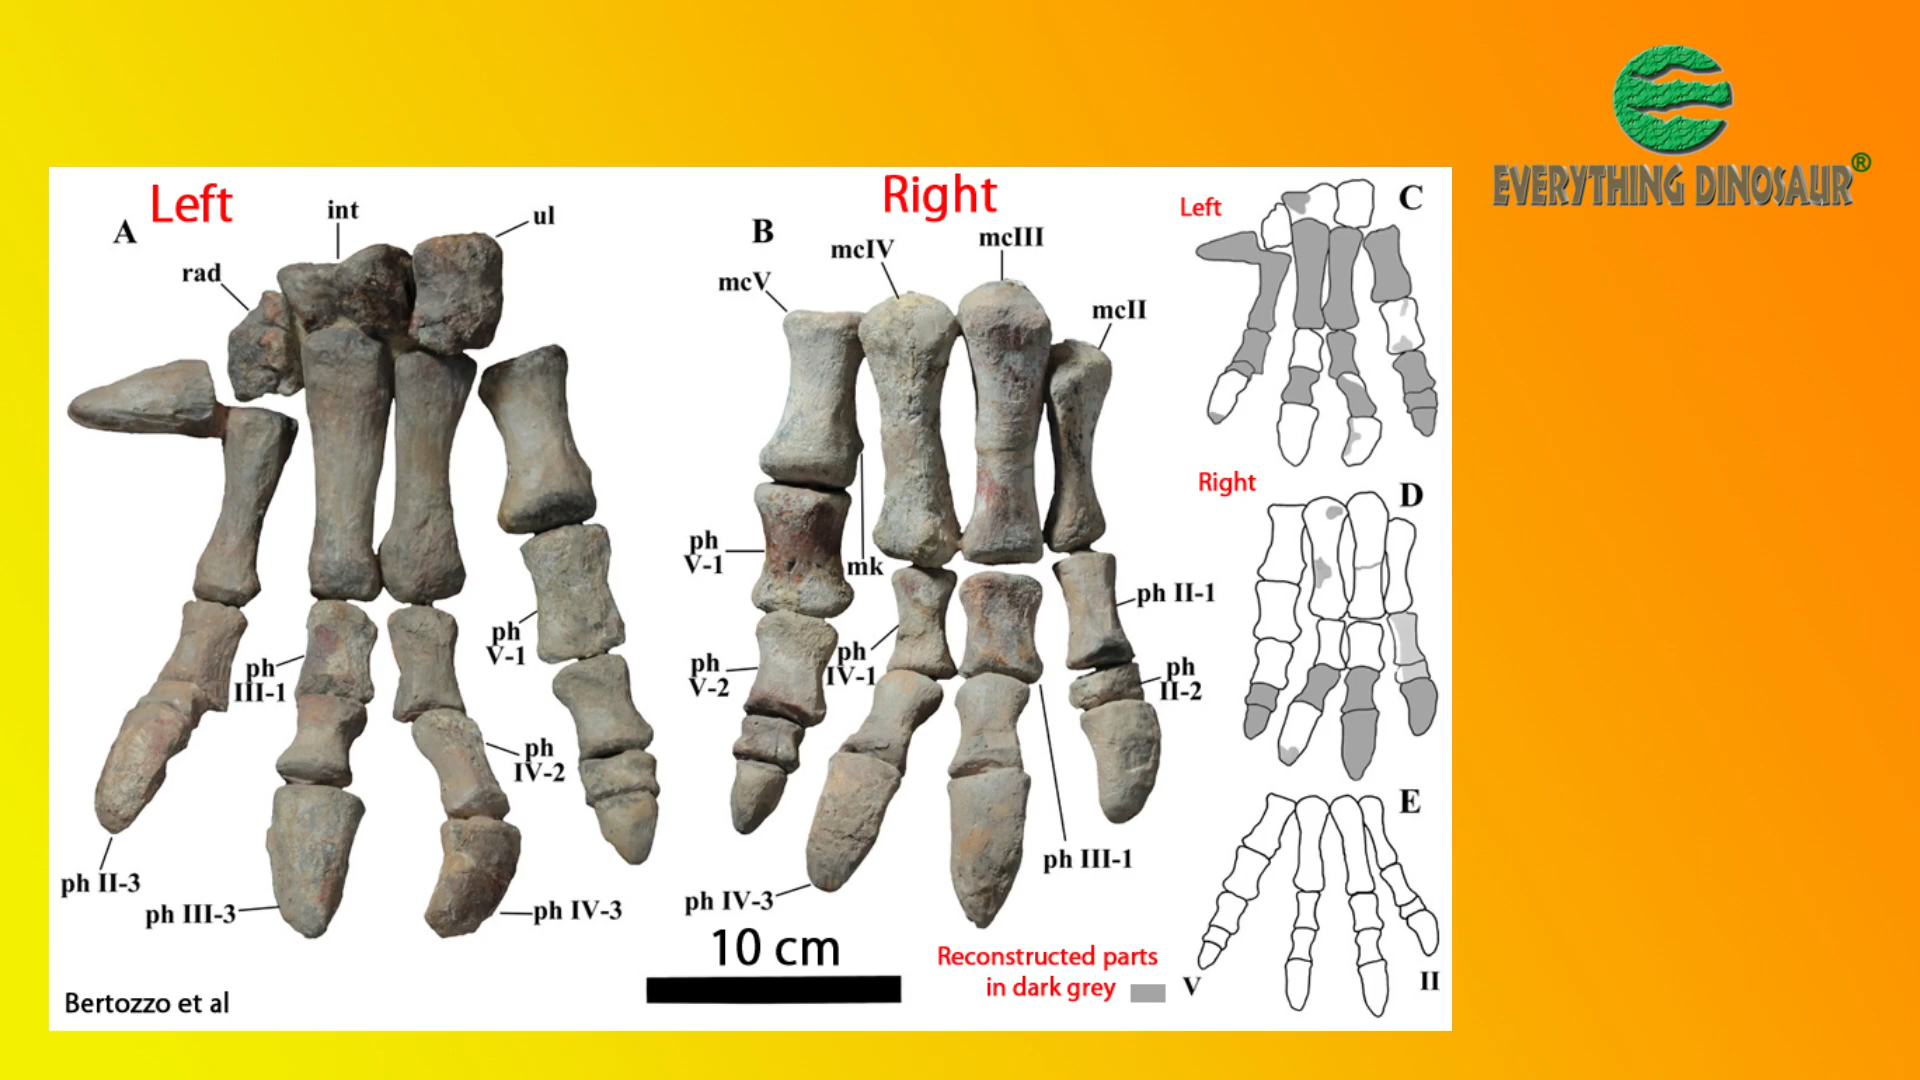 EVERYTHING DINOSAUR®
Left
A
int
ul
rad
ph
III-1
ph
V-1
ph
IV-2
ph II-3
ph III-3
ph IV-3
Bertozzo et al
Right
B
mcIV
mcIII
mcV
mcII
ph
V-1
mk
ph II-1
ph
V-2
ph
IV-1
ph
II-2
ph III-1
ph IV-3
10 cm
Reconstructed parts
in dark grey
Left
C
Right
D
E
V
II